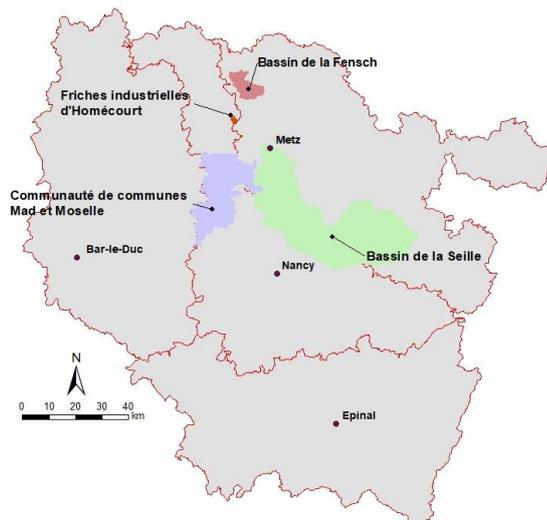 Bassin de la Fensch
Friches industrielles
d'Homécourt
Metz
Communauté de communes
Mad et Moselle
Bar-le-Duc
Bassin de la Seille
Nancy
N
0 10 20 30 40
km
Epinal